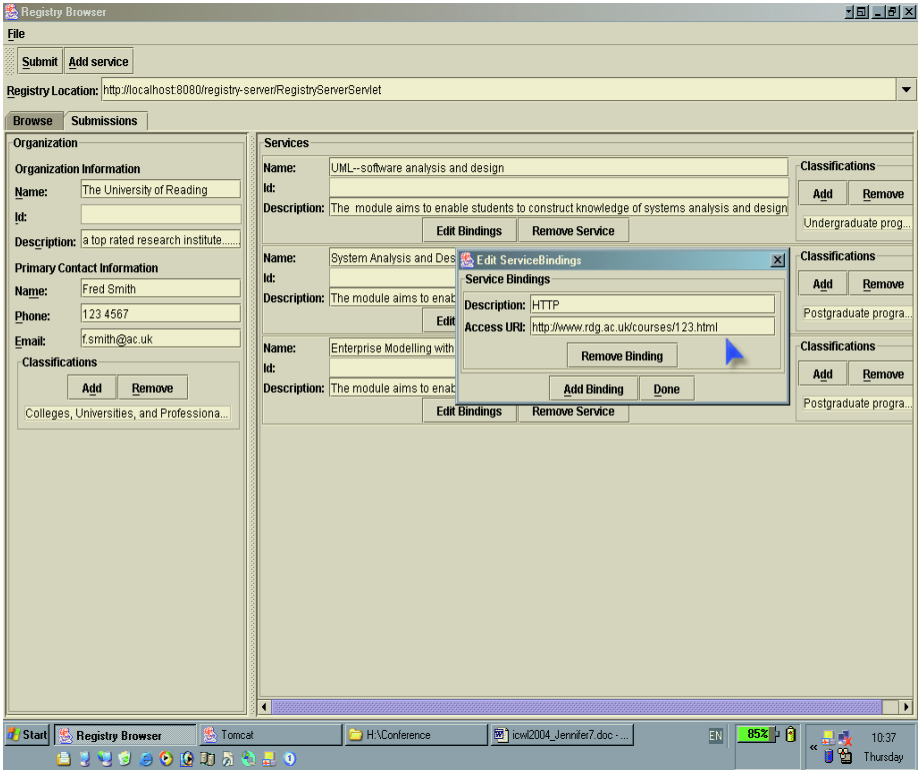 Registry Browser
File
Submit Add service
Registry Location: http://localhost:8080/registry-server/RegistryServerServlet
Browse Submissions
Organization
Organization Information
Name: The University of Reading
Id:
Description: a top rated research institute.......
Primary Contact Information
Name: Fred Smith
Phone: 123 4567
Email: f.smith@ac.uk
Classifications
Add Remove
Colleges, Universities, and Professiona...
Services
Name: UML--software analysis and design
Id:
Description: The module aims to enable students to construct knowledge of systems analysis and design
Edit Bindings Remove Service
Classifications
Add Remove
Undergraduate prog...
Name: System Analysis and Des
Id:
Description: The module aims to enab
Edit
Classifications
Add Remove
Postgraduate progra...
Name: Enterprise Modelling with
Id:
Description: The module aims to enab
Edit Bindings Remove Service
Classifications
Add Remove
Postgraduate progra...
Edit ServiceBindings
Service Bindings
Description: HTTP
Access URI: http://www.rdg.ac.uk/courses/123.html
Remove Binding
Add Binding Done
Start Registry Browser Tomcat H:\Conference icwl2004_Jennifer7.doc - ... EN 85% « 10:37
Thursday